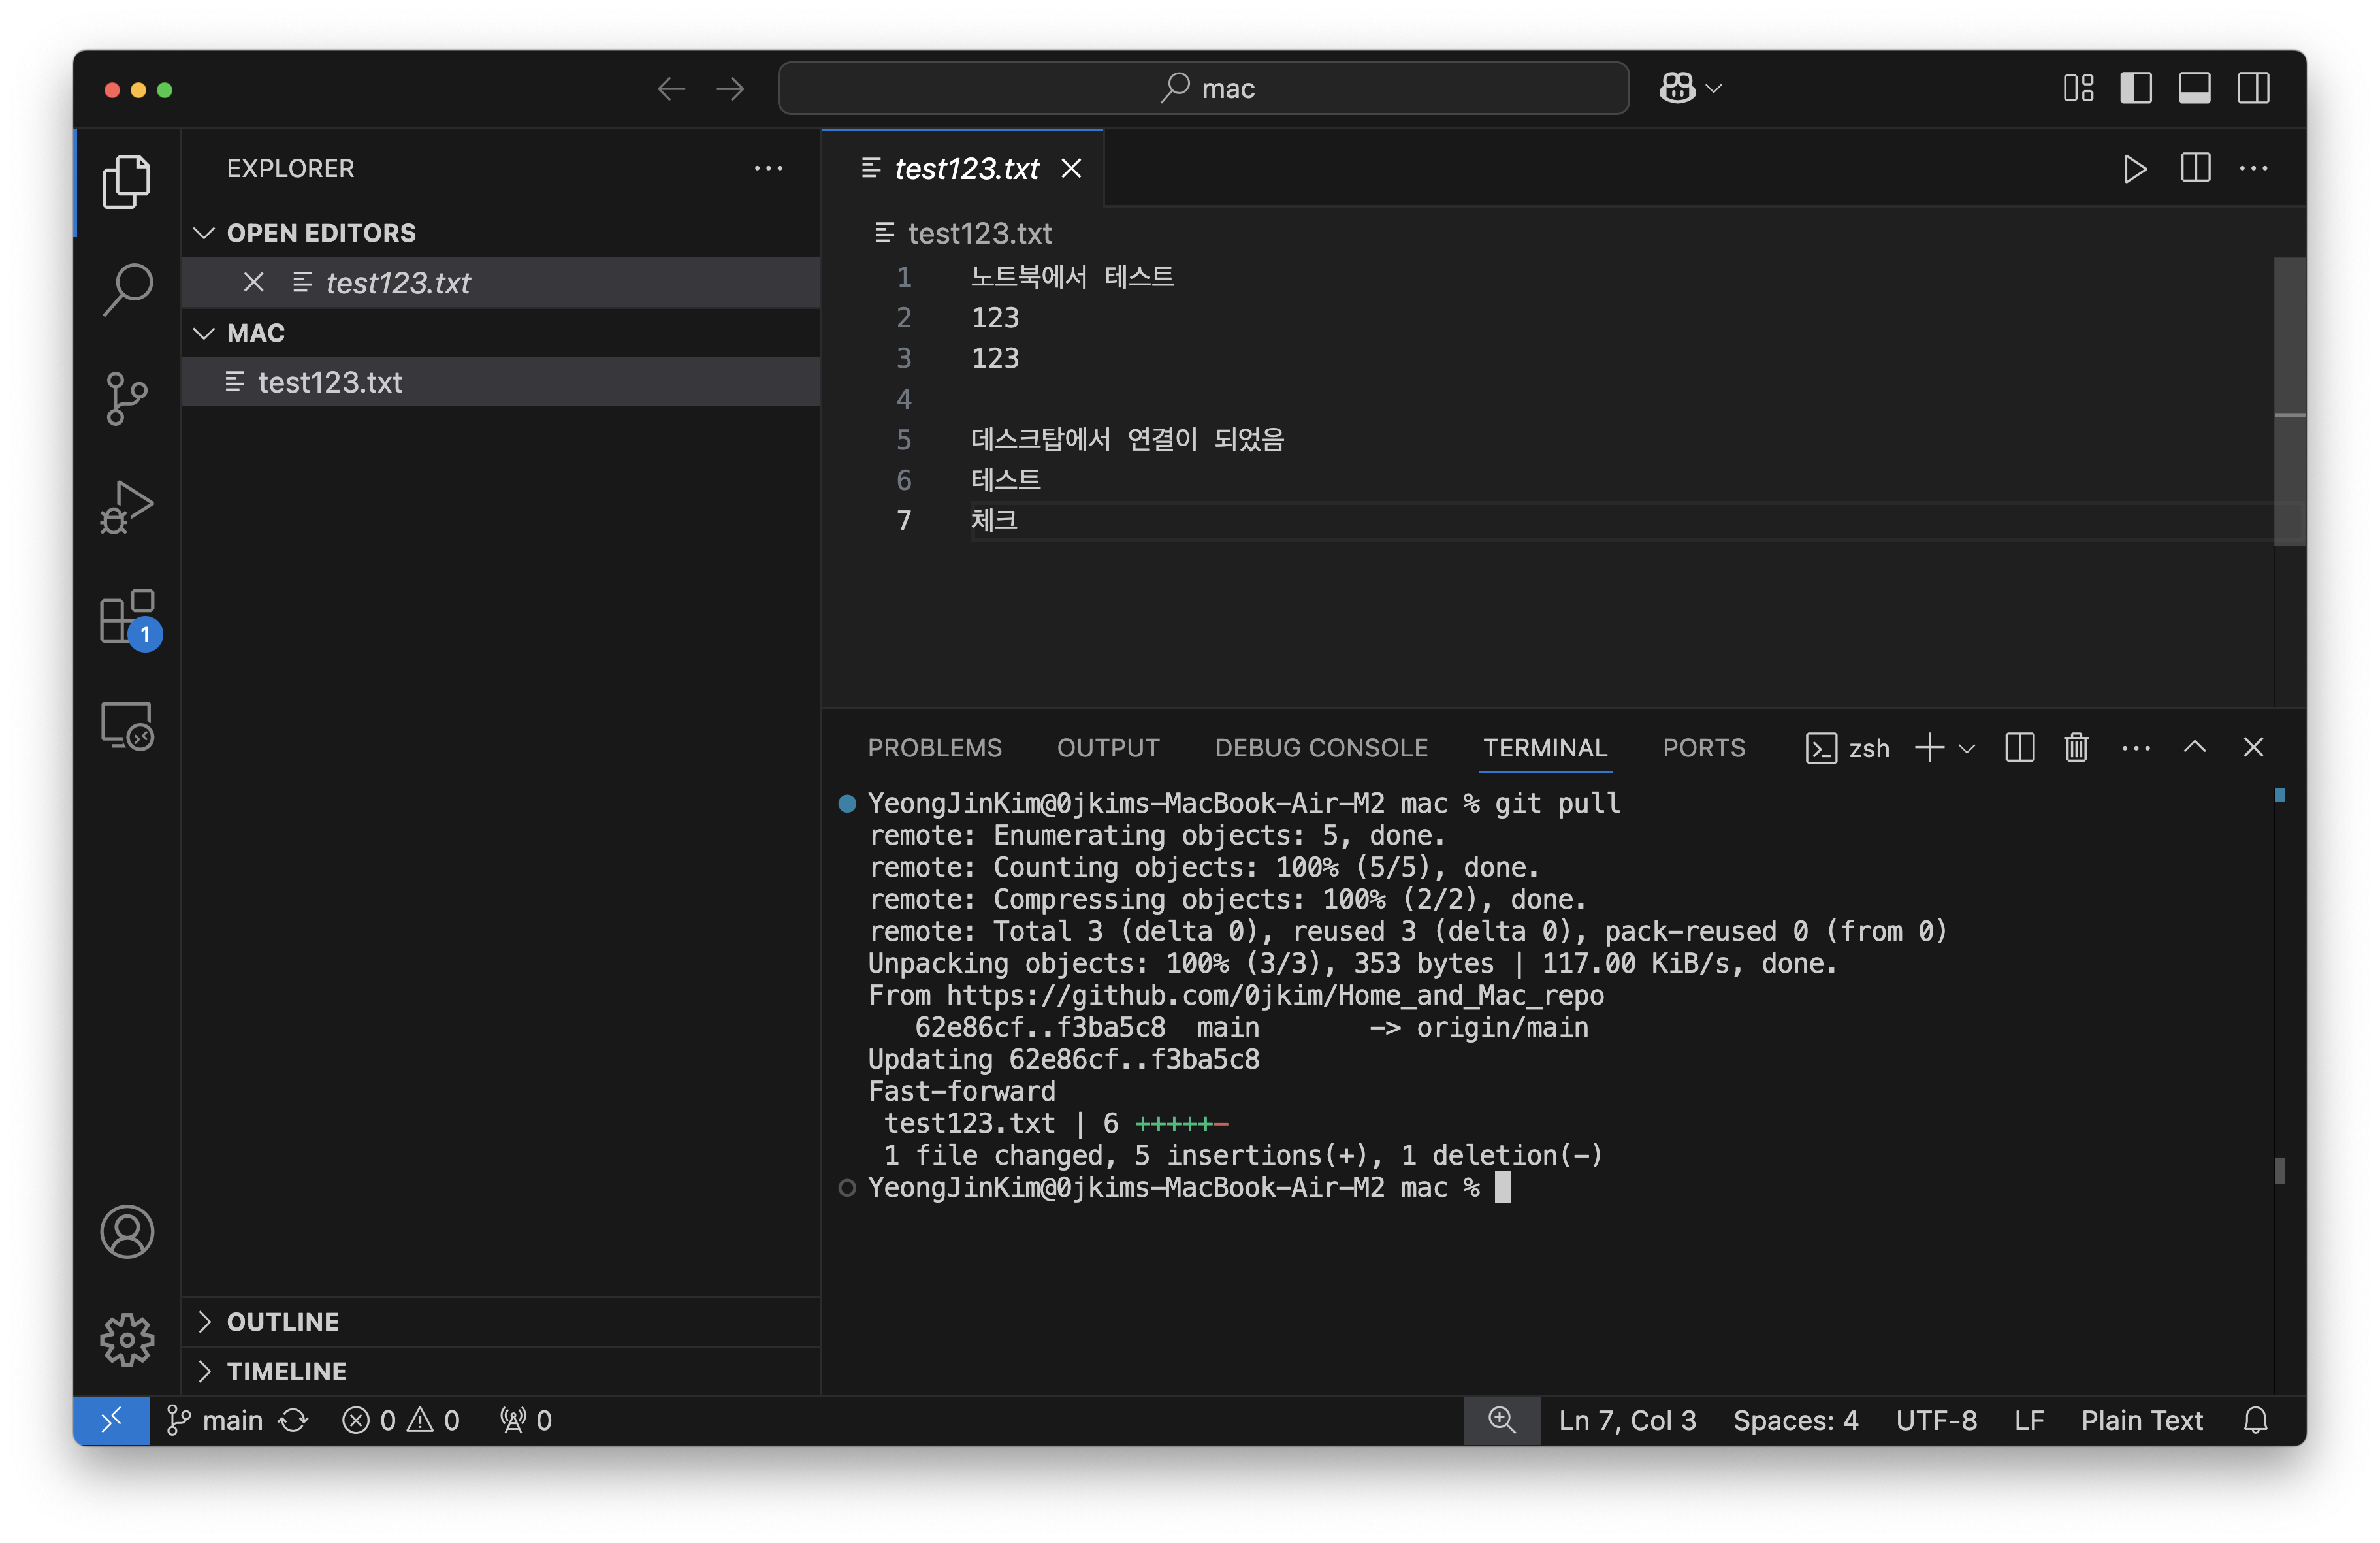 mac
EXPLORER
OPEN EDITORS
test123.txt
MAC
test123.txt
1
OUTLINE
TIMELINE
test123.txt
test123.txt
1 노트북에서 테스트
2 123
3 123
4
5 데스크탑에서 연결이 되었음
6 테스트
7 체크
PROBLEMS OUTPUT DEBUG CONSOLE TERMINAL PORTS zsh
YeongJinKim@0jkims-MacBook-Air-M2 mac % git pull
remote: Enumerating objects: 5, done.
remote: Counting objects: 100% (5/5), done.
remote: Compressing objects: 100% (2/2), done.
remote: Total 3 (delta 0), reused 3 (delta 0), pack-reused 0 (from 0)
Unpacking objects: 100% (3/3), 353 bytes | 117.00 KiB/s, done.
From https://github.com/0jkim/Home_and_Mac_repo
   62e86cf..f3ba5c8  main       -> origin/main
Updating 62e86cf..f3ba5c8
Fast-forward
 test123.txt | 6 +++++-
 1 file changed, 5 insertions(+), 1 deletion(-)
YeongJinKim@0jkims-MacBook-Air-M2 mac %
main 0 0 0 Ln 7, Col 3 Spaces: 4 UTF-8 LF Plain Text